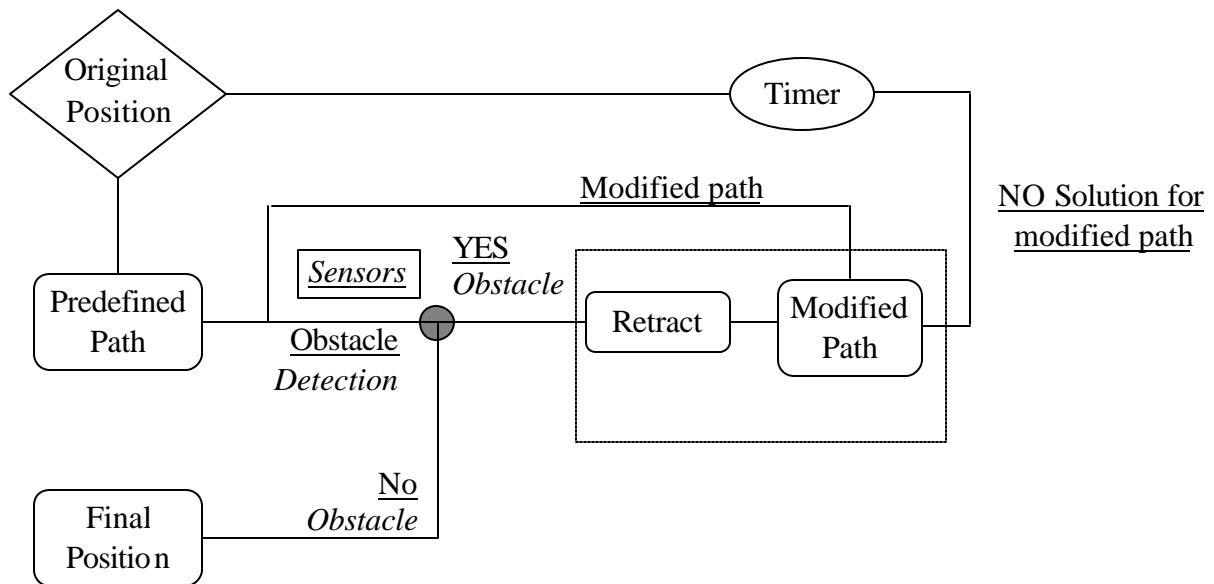 Original
Position
Timer
Modified path
NO Solution for
modified path
Sensors
YES
Obstacle
Predefined
Path
Obstacle
Detection
Retract
Modified
Path
No
Obstacle
Final
Position